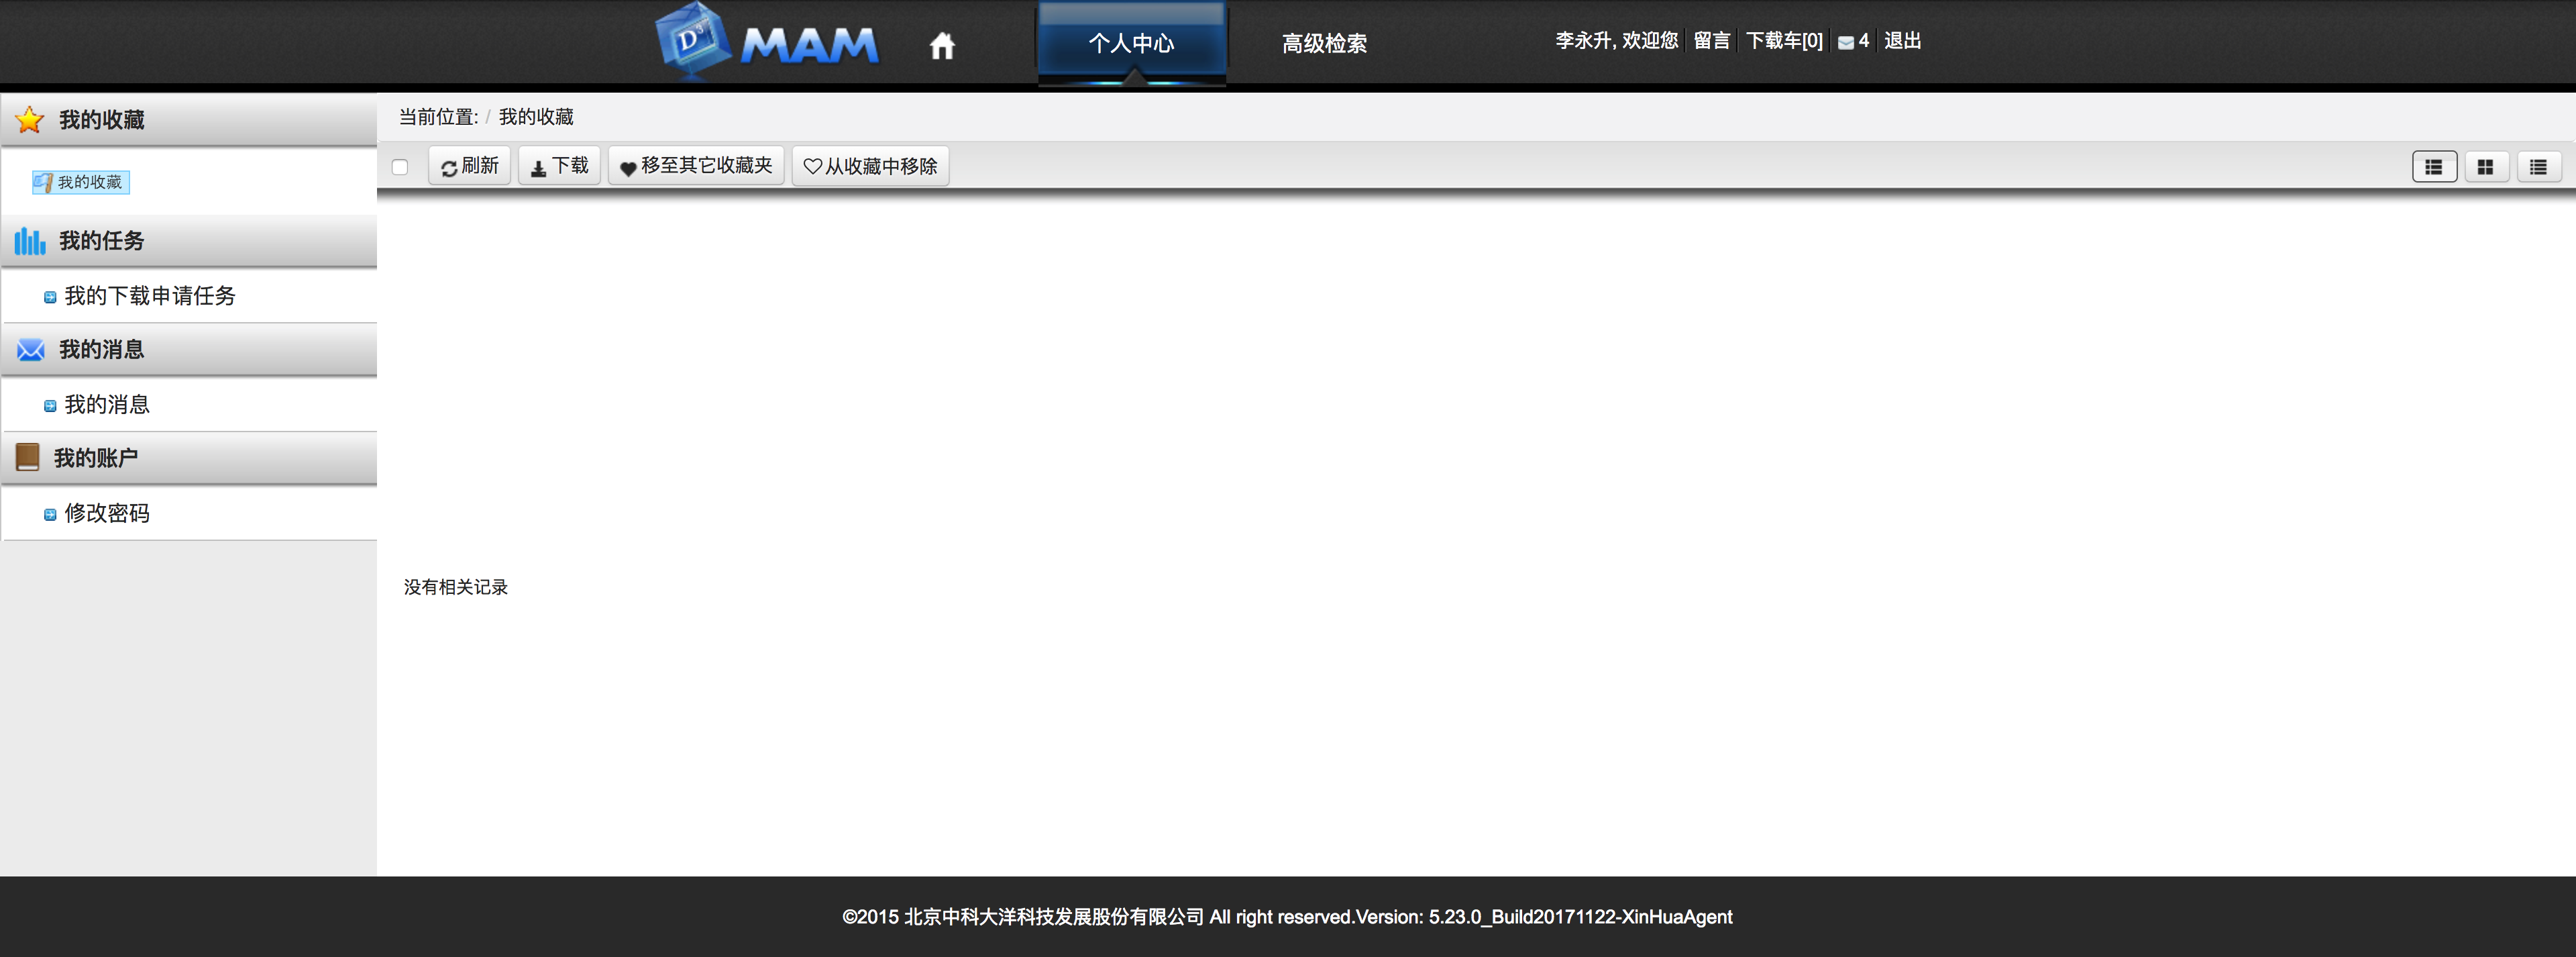 D³ MAM
个人中心
高级检索
李永升, 欢迎您 留言 下载车[0] 4 退出
我的收藏
我的收藏
我的任务
我的下载申请任务
我的消息
我的消息
我的账户
修改密码
当前位置: / 我的收藏
刷新 下载 移至其它收藏夹 从收藏中移除
没有相关记录
©2015 北京中科大洋科技发展股份有限公司 All right reserved.Version: 5.23.0_Build20171122-XinHuaAgent